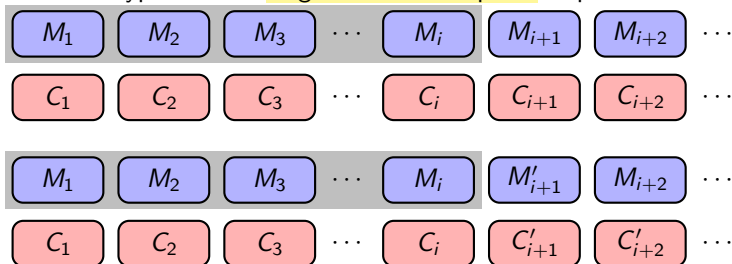 M₁ M₂ M₃ ⋯ Mᵢ Mᵢ₊₁ Mᵢ₊₂ ⋯
C₁ C₂ C₃ ⋯ Cᵢ Cᵢ₊₁ Cᵢ₊₂ ⋯
M₁ M₂ M₃ ⋯ Mᵢ M′ᵢ₊₁ Mᵢ₊₂ ⋯
C₁ C₂ C₃ ⋯ Cᵢ C′ᵢ₊₁ C′ᵢ₊₂ ⋯